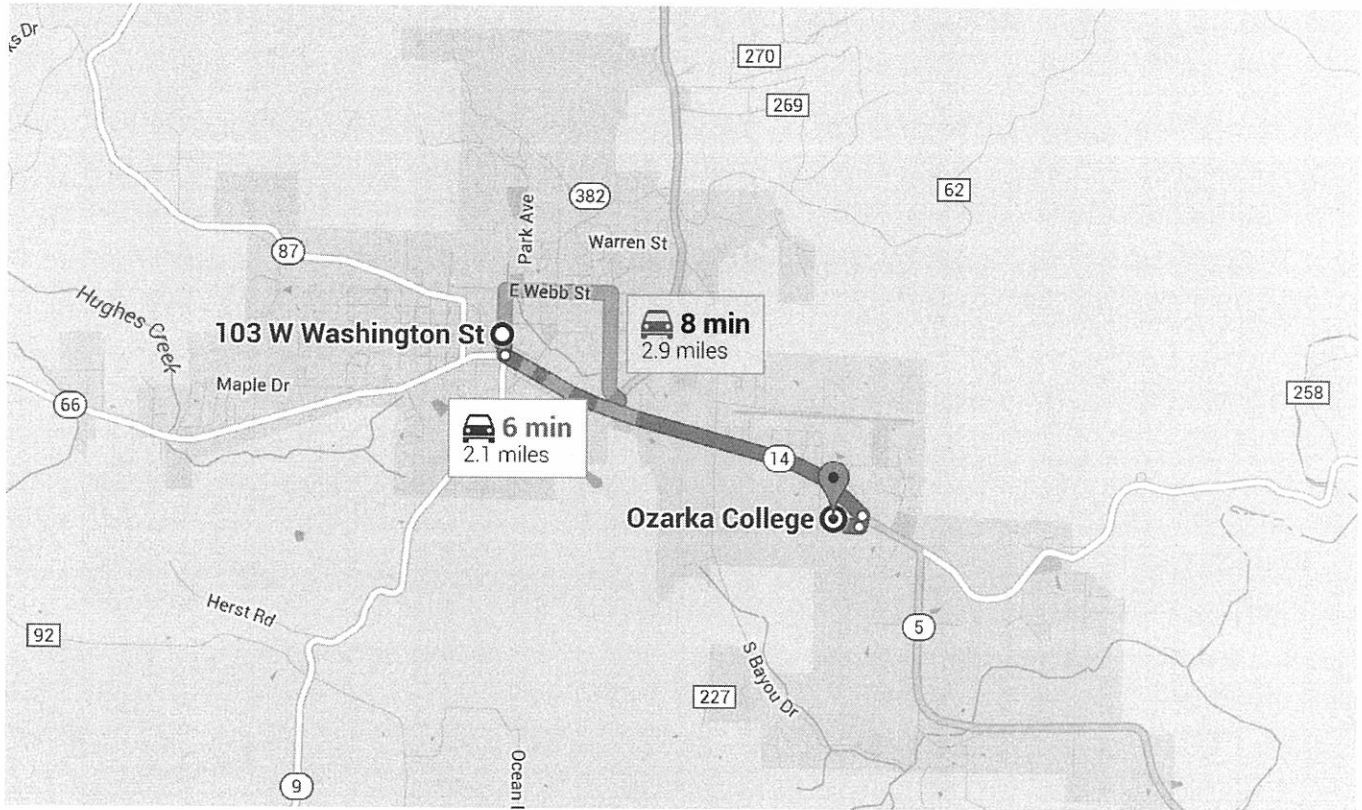 ks Dr
270
269
382
62
Park Ave
Warren St
87
E Webb St
Hughes Creek
103 W Washington St
8 min
2.9 miles
Maple Dr
66
258
6 min
2.1 miles
14
Ozarka College
Herst Rd
92
5
S Bayou Dr
227
Ocean
9